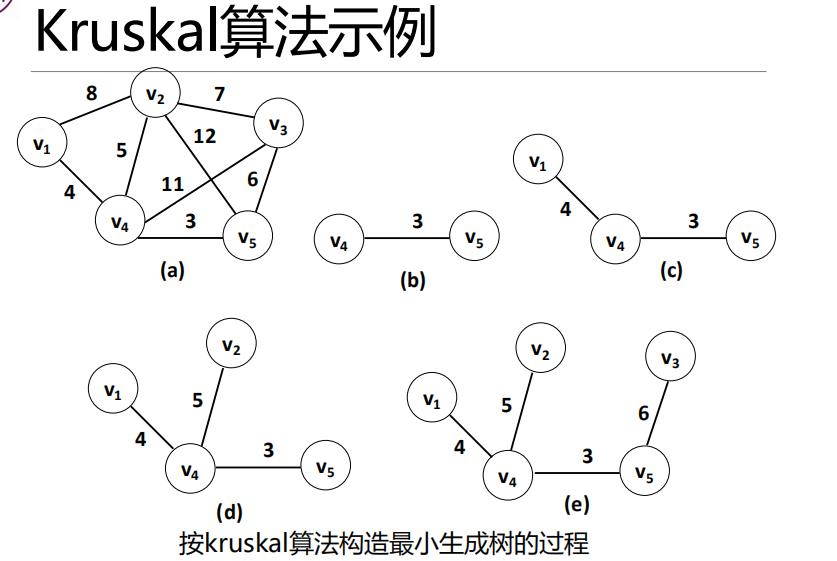 Kruskal算法示例
8 v2 7
v3
v1 5 12
4 11 6
v4 3 v5
(a)
v4 3 v5
(b)
v1
4 3
v4 v5
(c)
v2
v1 5
4 3
v4 v5
(d)
v2 v3
v1 5 6
4 3
v4 v5
(e)
按kruskal算法构造最小生成树的过程